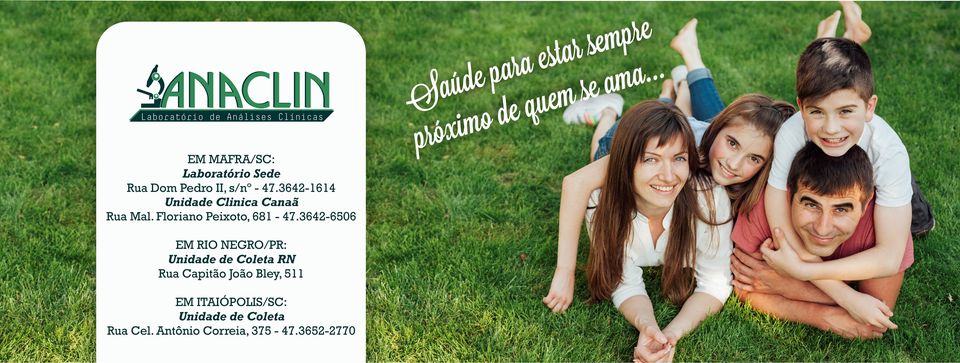 ANACLIN
Laboratório de Análises Clínicas
EM MAFRA/SC:
Laboratório Sede
Rua Dom Pedro II, s/nº - 47.3642-1614
Unidade Clinica Canaã
Rua Mal. Floriano Peixoto, 681 - 47.3642-6506
EM RIO NEGRO/PR:
Unidade de Coleta RN
Rua Capitão João Bley, 511
EM ITAIÓPOLIS/SC:
Unidade de Coleta
Rua Cel. Antônio Correia, 375 - 47.3652-2770
Saúde para estar sempre
próximo de quem se ama...